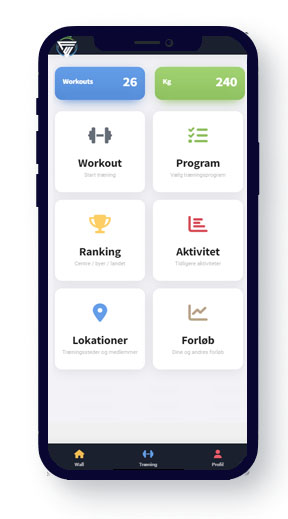 Workouts 26
Kg 240
Workout
Start træning
Program
Vælg træningsprogram
Ranking
Centre / byer / landet
Aktivitet
Tidligere aktiviteter
Lokationer
Træningssteder og medlemmer
Forløb
Dine og andres forløb
Wall
Træning
Profil